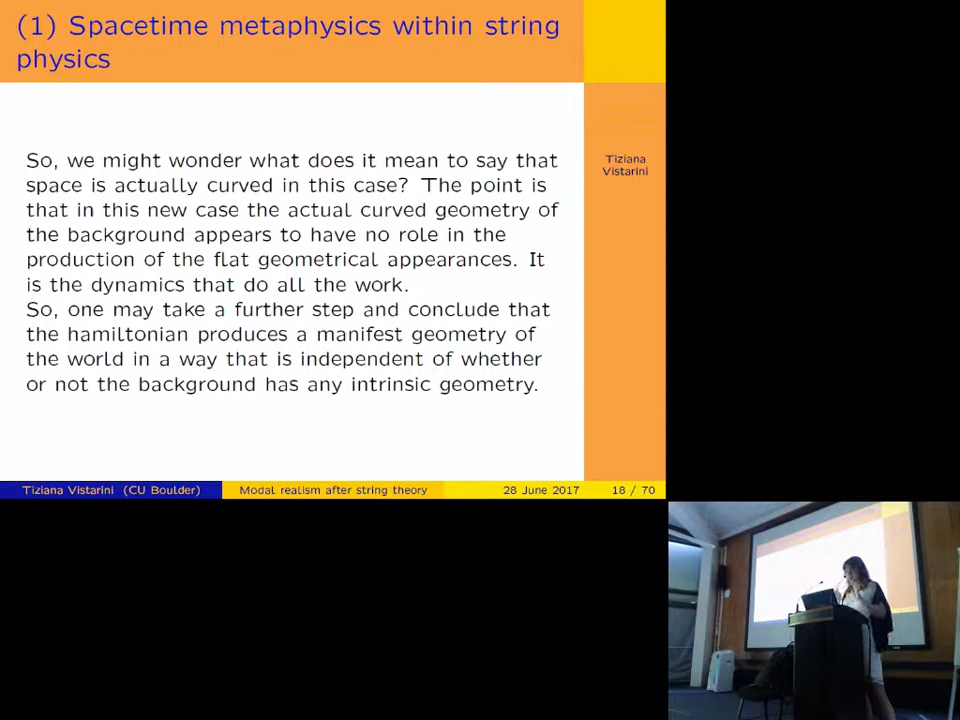 (1) Spacetime metaphysics within string
physics
So, we might wonder what does it mean to say that
space is actually curved in this case? The point is
that in this new case the actual curved geometry of
the background appears to have no role in the
production of the flat geometrical appearances. It
is the dynamics that do all the work.
So, one may take a further step and conclude that
the hamiltonian produces a manifest geometry of
the world in a way that is independent of whether
or not the background has any intrinsic geometry.
Tiziana
Vistarini
Tiziana Vistarini (CU Boulder)
Modal realism after string theory
28 June 2017
18 / 70